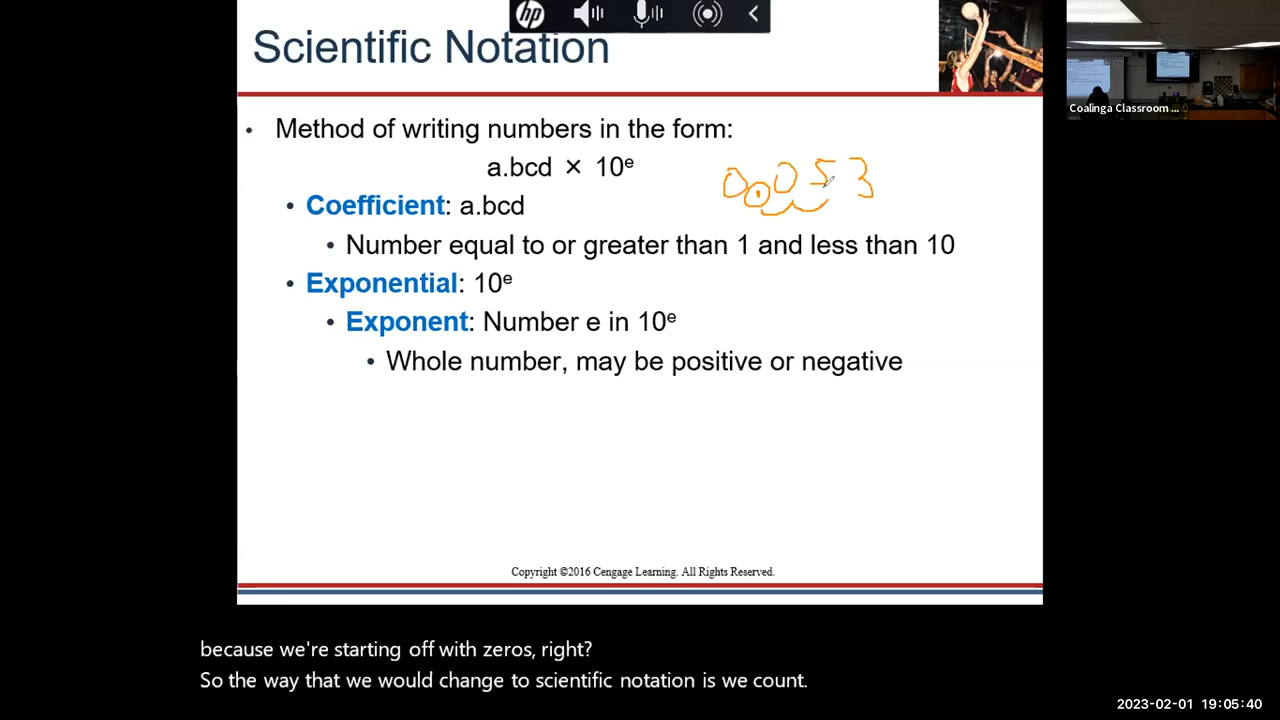 hp
Scientific Notation
Coalinga Classroom ...
• Method of writing numbers in the form:
a.bcd × 10ᵉ
0.053
• Coefficient: a.bcd
• Number equal to or greater than 1 and less than 10
• Exponential: 10ᵉ
• Exponent: Number e in 10ᵉ
• Whole number, may be positive or negative
Copyright ©2016 Cengage Learning. All Rights Reserved.
because we're starting off with zeros, right?
So the way that we would change to scientific notation is we count.
2023-02-01 19:05:40